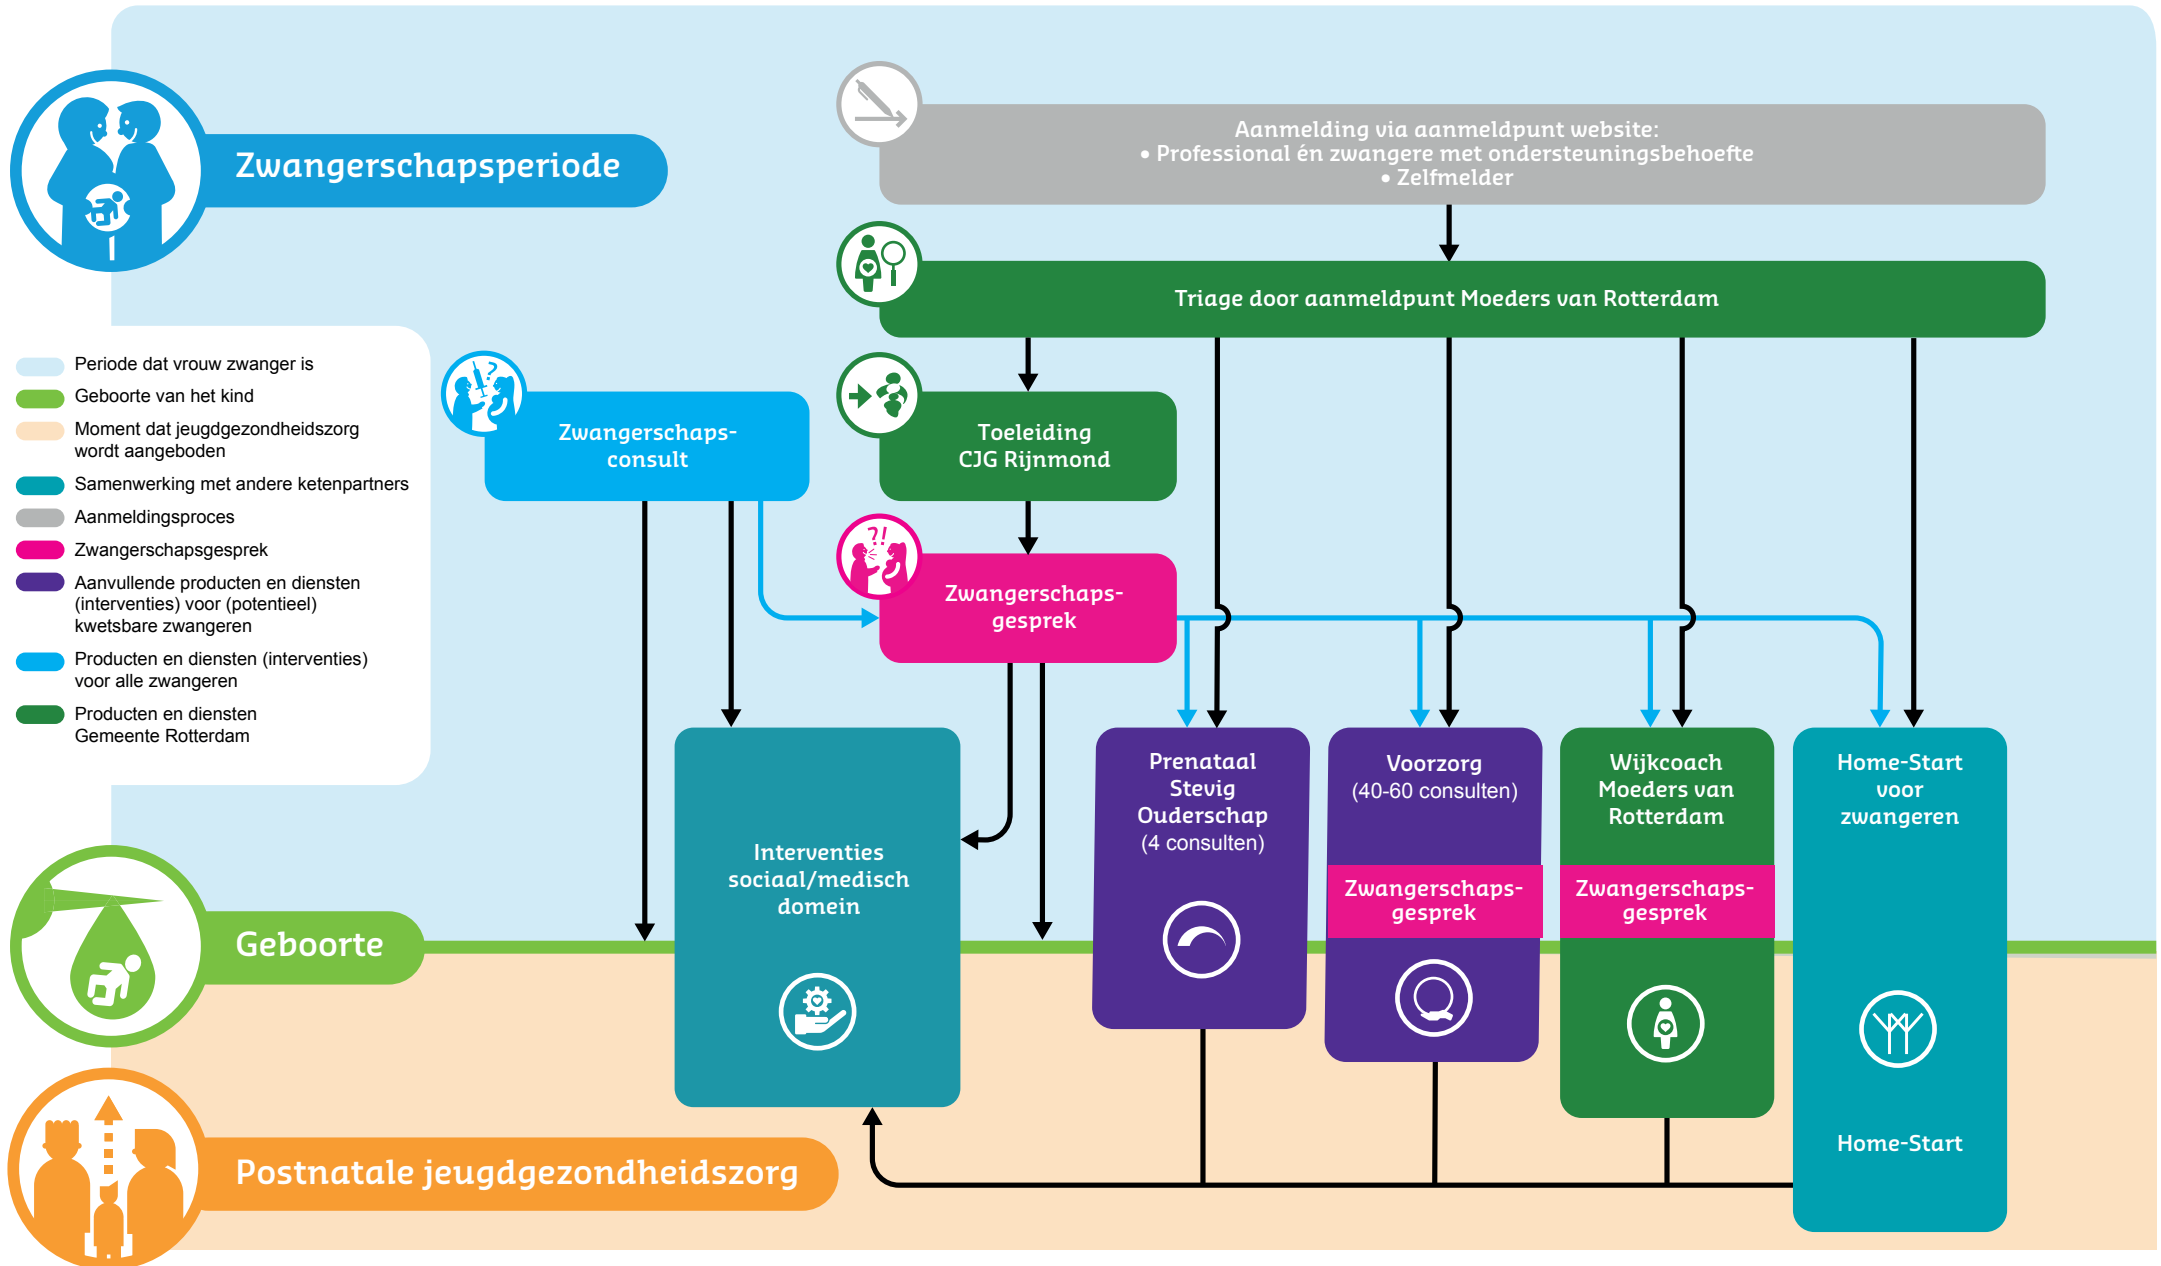 Zwangerschapsperiode
Aanmelding via aanmeldpunt website:
• Professional én zwangere met ondersteuningsbehoefte
• Zelfmelder
Triage door aanmeldpunt Moeders van Rotterdam
Periode dat vrouw zwanger is
Geboorte van het kind
Moment dat jeugdgezondheidszorg
wordt aangeboden
Samenwerking met andere ketenpartners
Aanmeldingsproces
Zwangerschapsgesprek
Aanvullende producten en diensten
(interventies) voor (potentieel)
kwetsbare zwangeren
Producten en diensten (interventies)
voor alle zwangeren
Producten en diensten
Gemeente Rotterdam
?
Zwangerschaps-
consult
Toeleiding
CJG Rijnmond
?!
Zwangerschaps-
gesprek
Interventies
sociaal/medisch
domein
Prenataal
Stevig
Ouderschap
(4 consulten)
Voorzorg
(40-60 consulten)
Zwangerschaps-
gesprek
Wijkcoach
Moeders van
Rotterdam
Zwangerschaps-
gesprek
Home-Start
voor
zwangeren
Home-Start
Geboorte
Postnatale jeugdgezondheidszorg